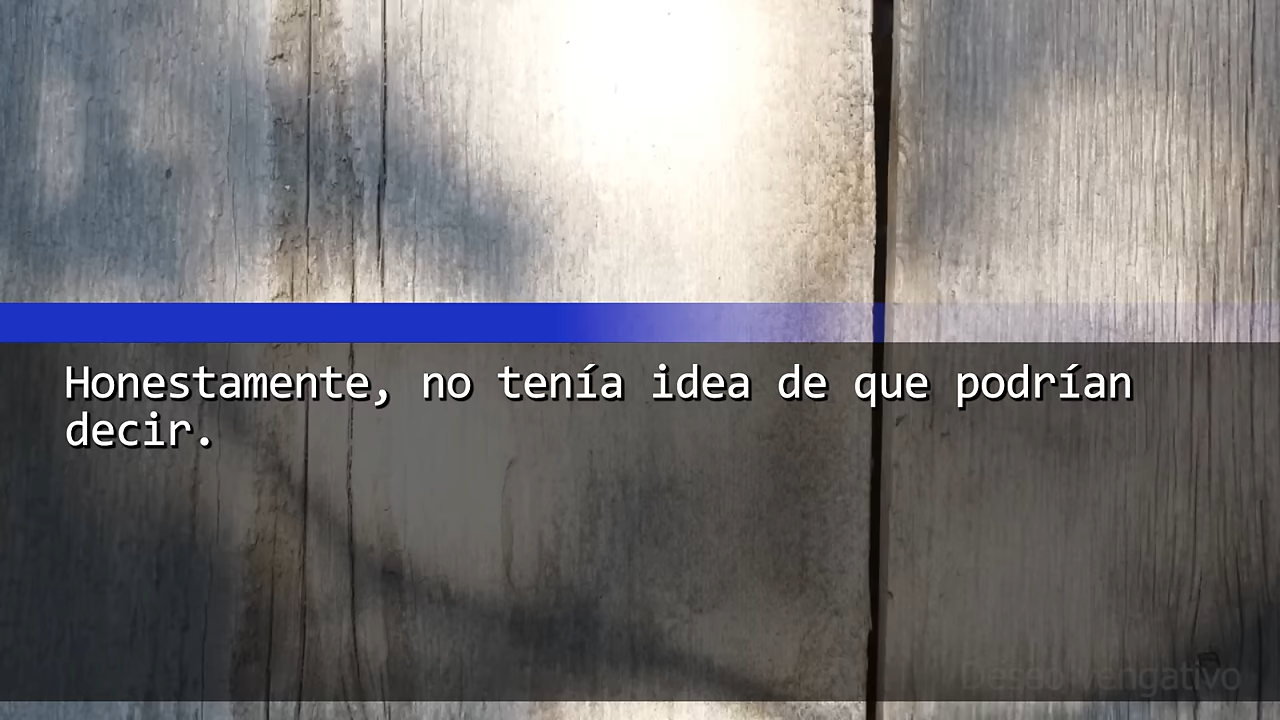 Honestamente, no tenía idea de que podrían
decir.
Deseo vengativo